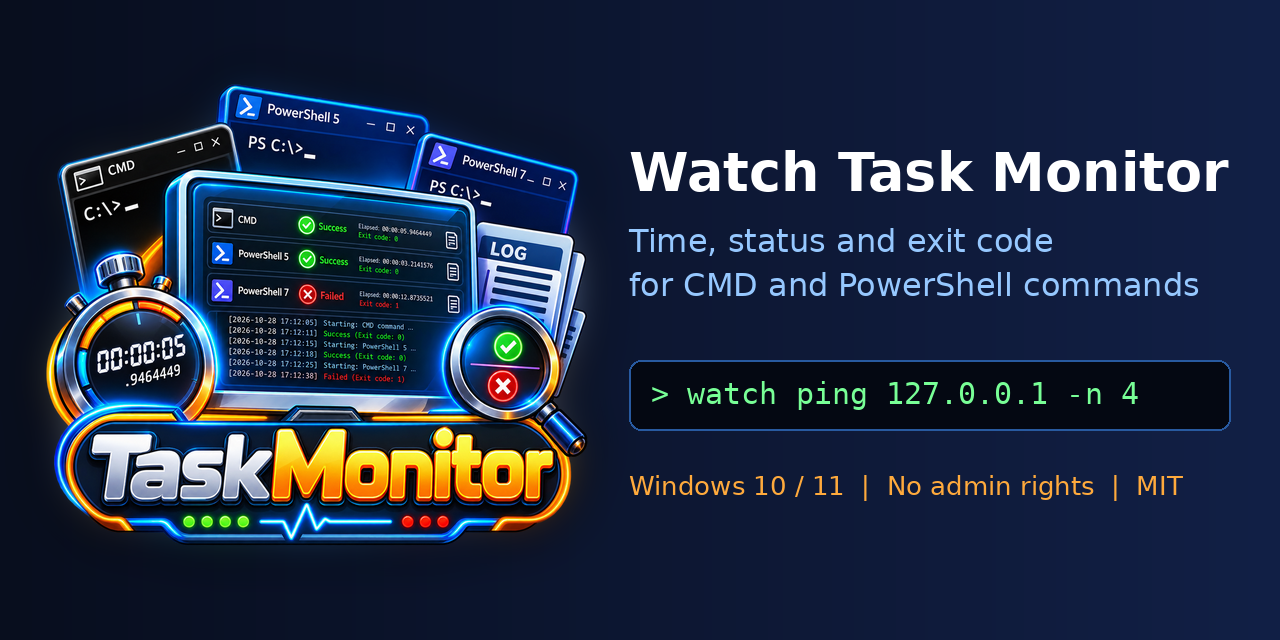 PowerShell 5
PS C:\>_
CMD
C:\>_
PowerShell 7
PS C:\>_
CMD
Success
Elapsed: 00:00:05.9464449
Exit code: 0
PowerShell 5
Success
Elapsed: 00:00:03.2141576
Exit code: 0
PowerShell 7
Failed
Elapsed: 00:00:12.8735521
Exit code: 1
[2026-10-28 17:12:05] Starting: CMD command ...
[2026-10-28 17:12:11] Success (Exit code: 0)
[2026-10-28 17:12:15] Starting: PowerShell 5 ...
[2026-10-28 17:12:18] Success (Exit code: 0)
[2026-10-28 17:12:25] Starting: PowerShell 7 ...
[2026-10-28 17:12:38] Failed (Exit code: 1)
LOG
00:00:05
.9464449
TaskMonitor
Watch Task Monitor
Time, status and exit code
for CMD and PowerShell commands
> watch ping 127.0.0.1 -n 4
Windows 10 / 11 | No admin rights | MIT